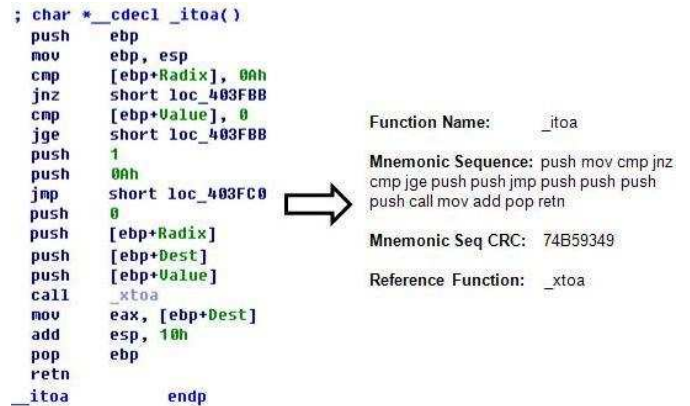 ; char *__cdecl _itoa()
push ebp
mov ebp, esp
cmp [ebp+Radix], 0Ah
jnz short loc_403FBB
cmp [ebp+Value], 0
jge short loc_403FBB
push 1
push 0Ah
jmp short loc_403FC0
push 0
push [ebp+Radix]
push [ebp+Dest]
push [ebp+Value]
call _xtoa
mov eax, [ebp+Dest]
add esp, 10h
pop ebp
retn
__itoa endp
Function Name: _itoa
Mnemonic Sequence: push mov cmp jnz
cmp jge push push jmp push push push
push call mov add pop retn
Mnemonic Seq CRC: 74B59349
Reference Function: _xtoa